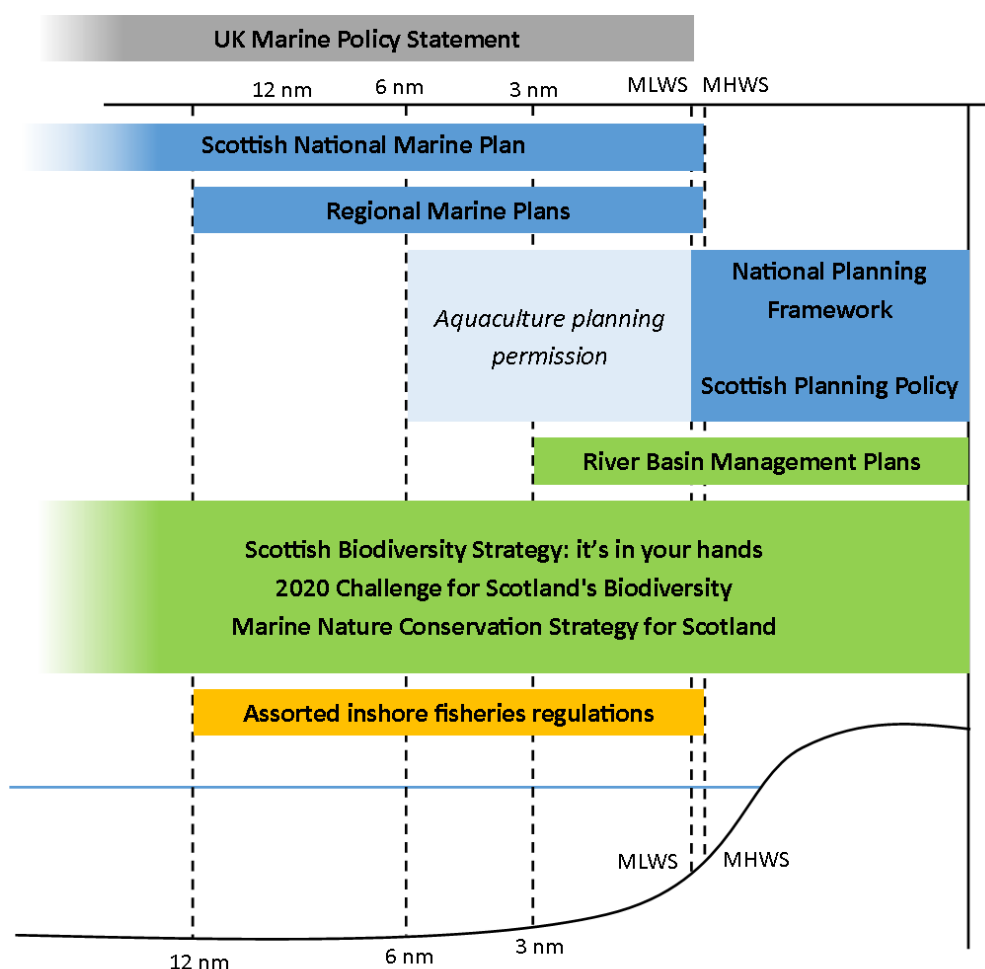 UK Marine Policy Statement
12 nm 6 nm 3 nm MLWS MHWS
Scottish National Marine Plan
Regional Marine Plans
National Planning
Framework
Aquaculture planning
permission
Scottish Planning Policy
River Basin Management Plans
Scottish Biodiversity Strategy: it’s in your hands
2020 Challenge for Scotland's Biodiversity
Marine Nature Conservation Strategy for Scotland
Assorted inshore fisheries regulations
MLWS MHWS
12 nm 6 nm 3 nm